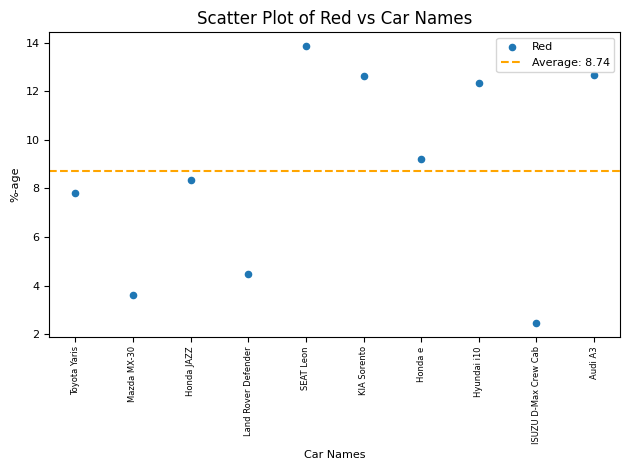 Scatter Plot of Red vs Car Names
Red
Average: 8.74
%-age
14
12
10
8
6
4
2
Toyota Yaris
Mazda MX-30
Honda JAZZ
Land Rover Defender
SEAT Leon
KIA Sorento
Honda e
Hyundai i10
ISUZU D-Max Crew Cab
Audi A3
Car Names